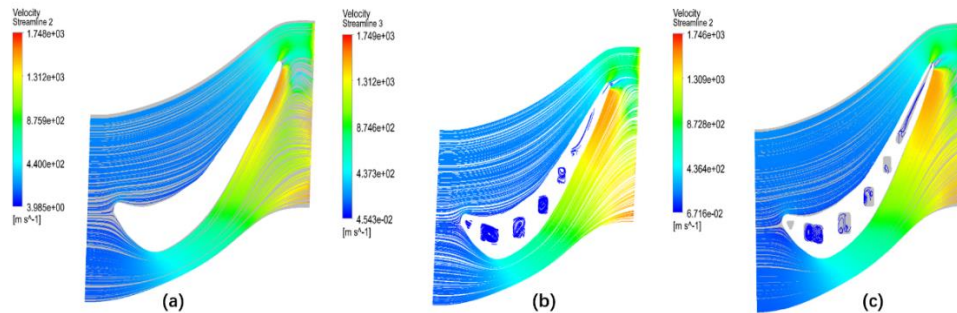 Velocity
Streamline 2
1.748e+03
1.312e+03
8.759e+02
4.400e+02
3.985e+00
[m s^-1]
(a)
Velocity
Streamline 3
1.749e+03
1.312e+03
8.746e+02
4.373e+02
4.543e-02
[m s^-1]
(b)
Velocity
Streamline 2
1.746e+03
1.309e+03
8.728e+02
4.364e+02
6.716e-02
[m s^-1]
(c)